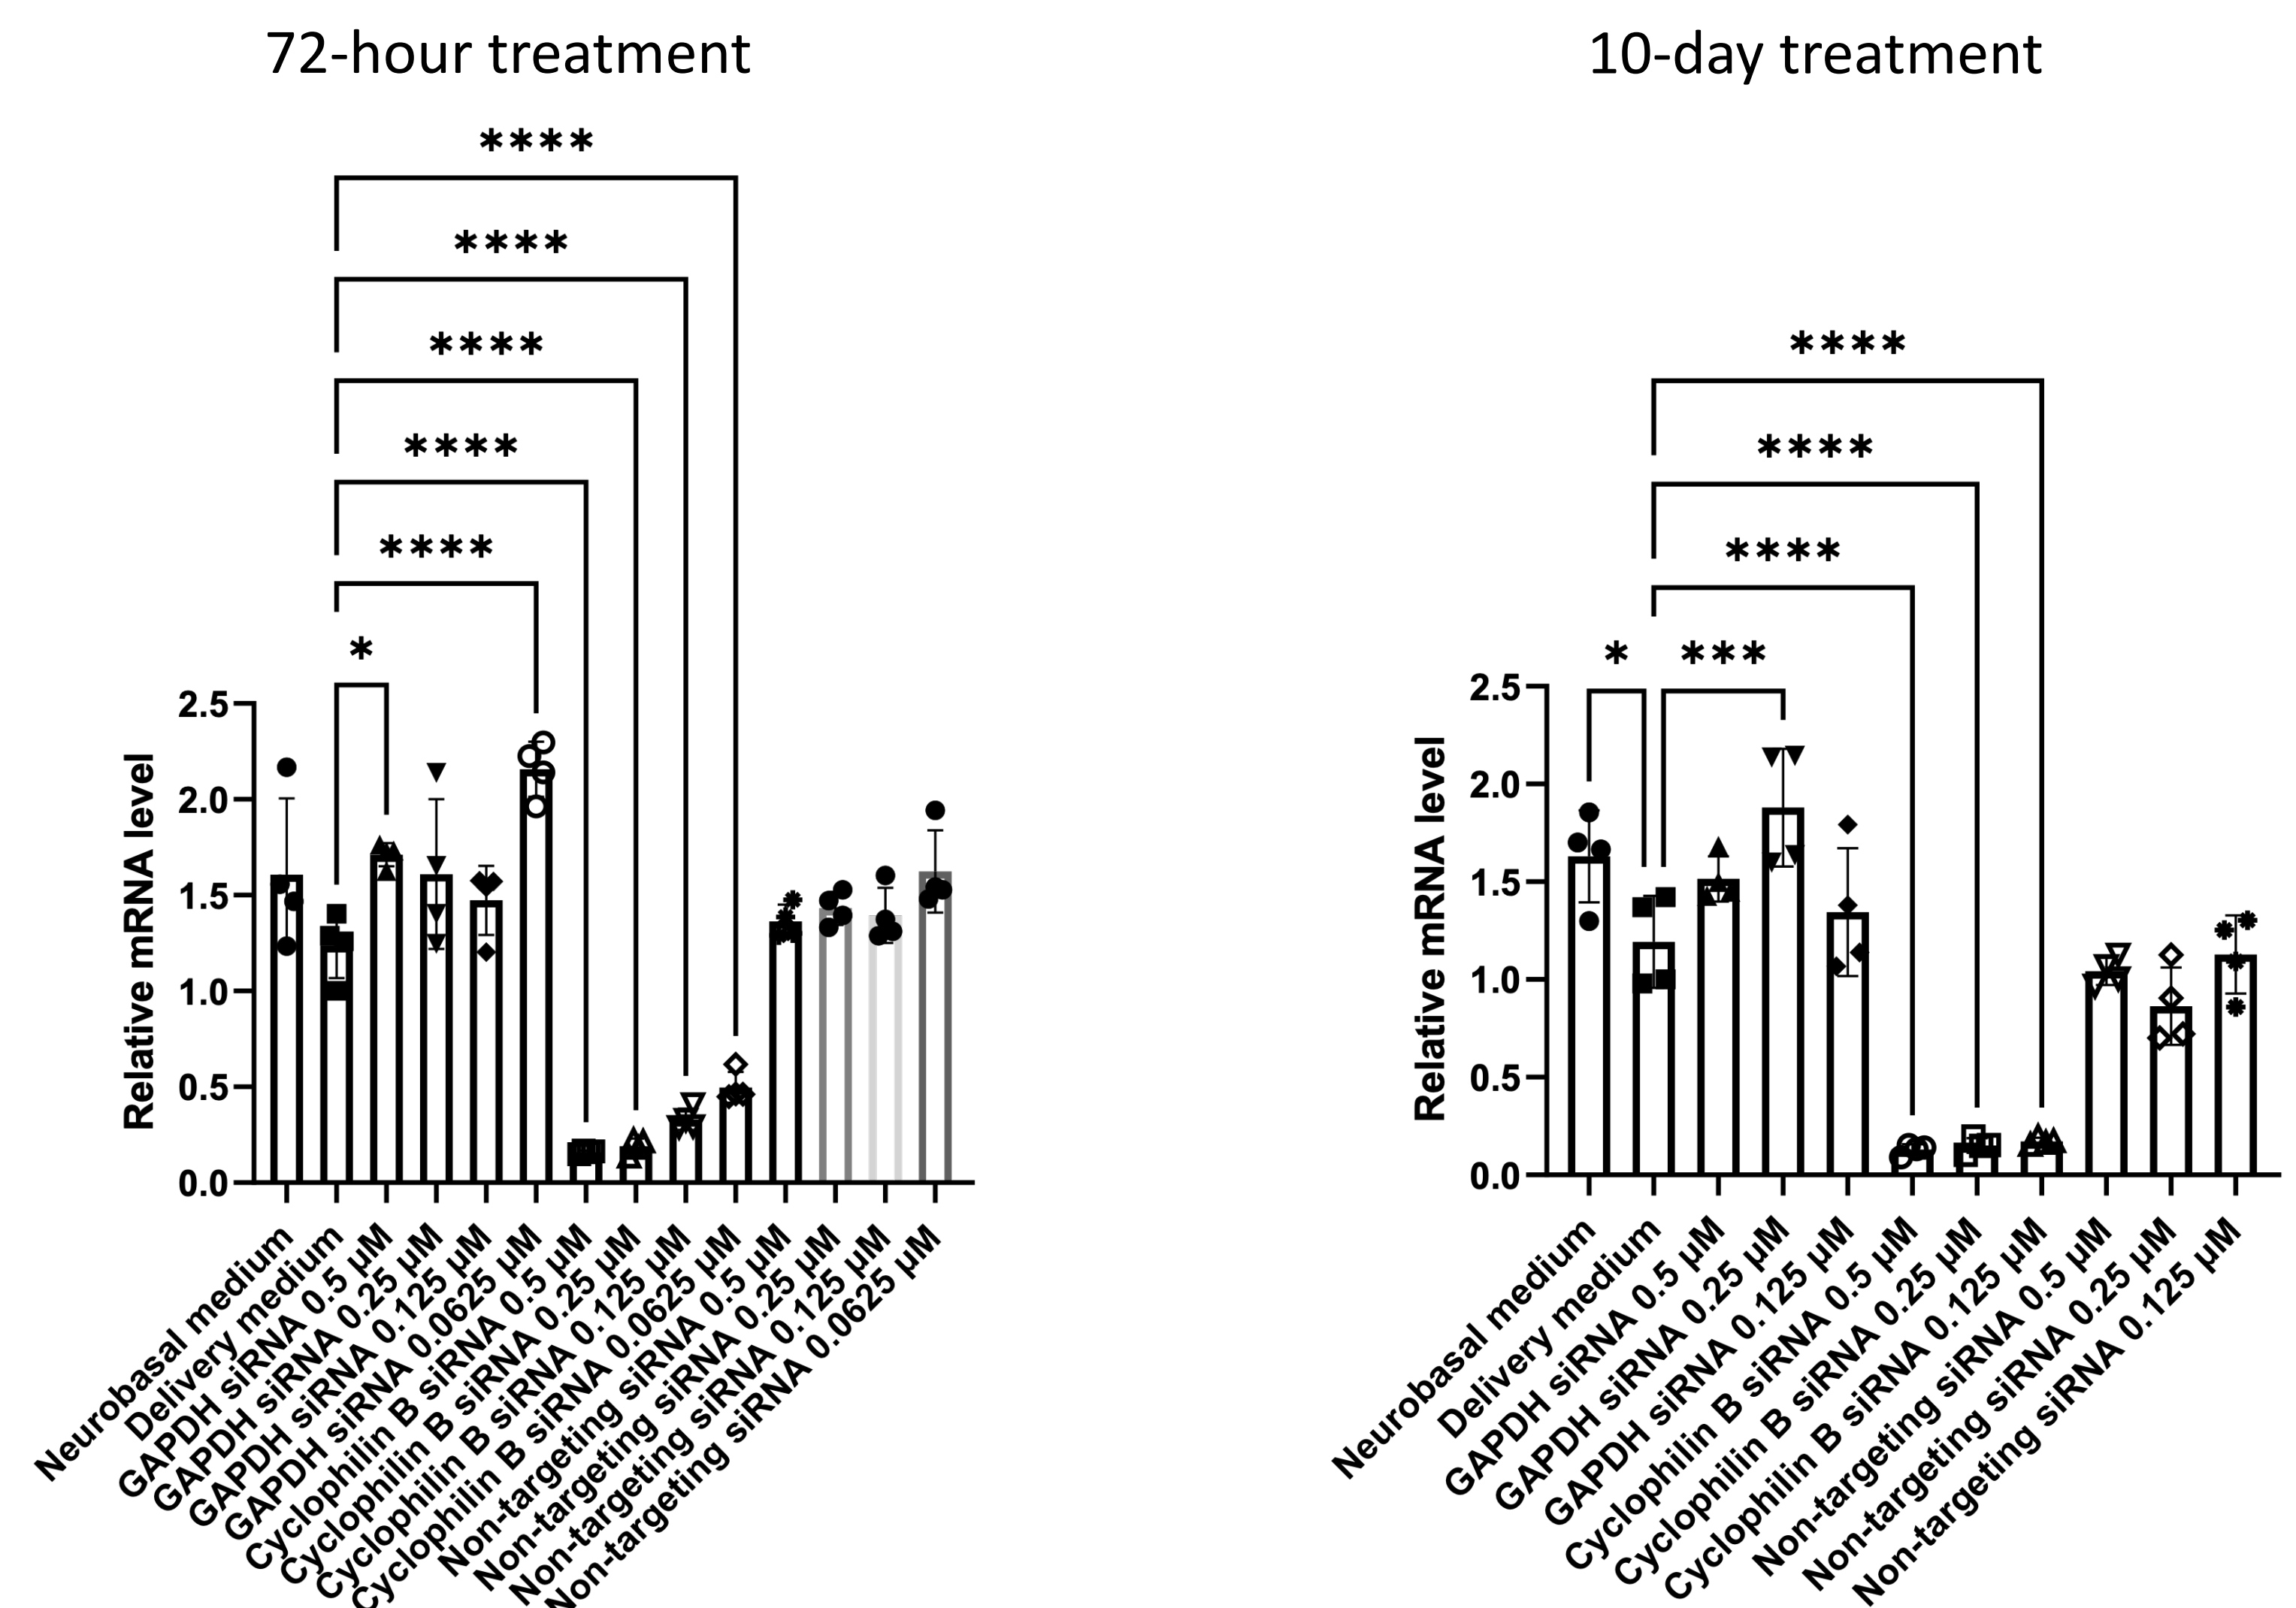 72-hour treatment
****
****
****
****
****
*
Relative mRNA level
2.5
2.0
1.5
1.0
0.5
0.0
Neurobasal medium
Delivery medium
GAPDH siRNA 0.5 µM
GAPDH siRNA 0.25 µM
GAPDH siRNA 0.125 µM
GAPDH siRNA 0.0625 µM
Cyclophilin B siRNA 0.5 µM
Cyclophilin B siRNA 0.25 µM
Cyclophilin B siRNA 0.125 µM
Cyclophilin B siRNA 0.0625 µM
Non-targeting siRNA 0.5 µM
Non-targeting siRNA 0.25 µM
Non-targeting siRNA 0.125 µM
Non-targeting siRNA 0.0625 µM
10-day treatment
****
****
****
* ***
Relative mRNA level
2.5
2.0
1.5
1.0
0.5
0.0
Neurobasal medium
Delivery medium
GAPDH siRNA 0.5 µM
GAPDH siRNA 0.25 µM
GAPDH siRNA 0.125 µM
Cyclophilin B siRNA 0.5 µM
Cyclophilin B siRNA 0.25 µM
Cyclophilin B siRNA 0.125 µM
Non-targeting siRNA 0.5 µM
Non-targeting siRNA 0.25 µM
Non-targeting siRNA 0.125 µM